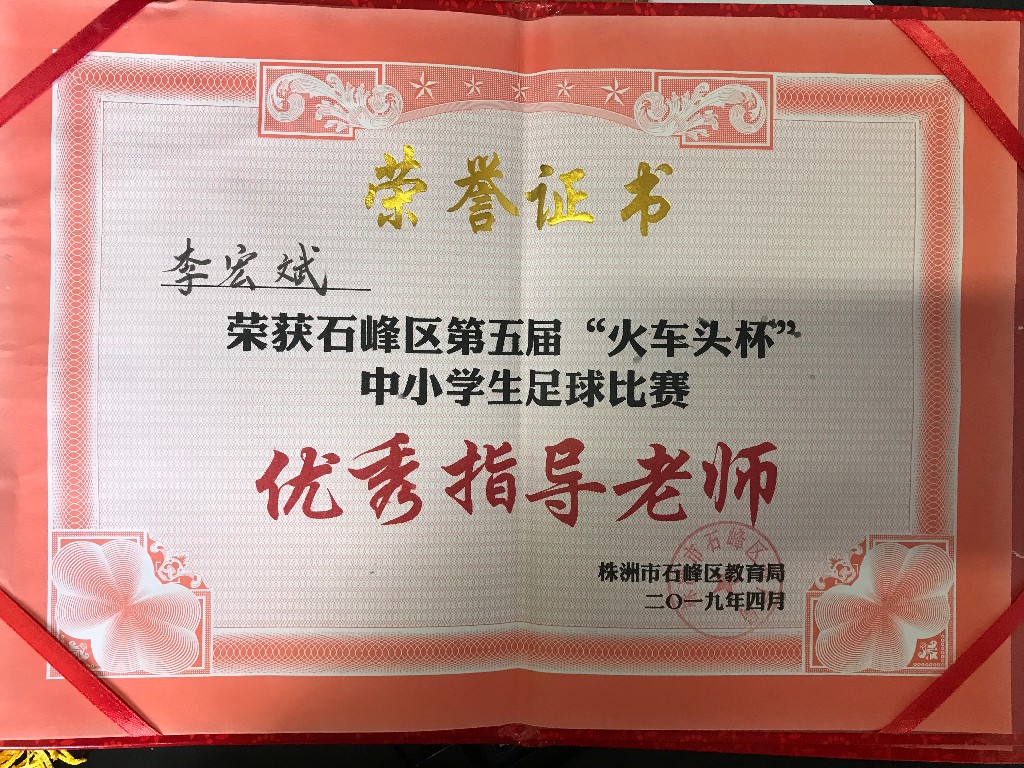 荣誉证书
李宏斌
荣获石峰区第五届“火车头杯”
中小学生足球比赛
优秀指导老师
株洲市石峰区教育局
二〇一九年四月